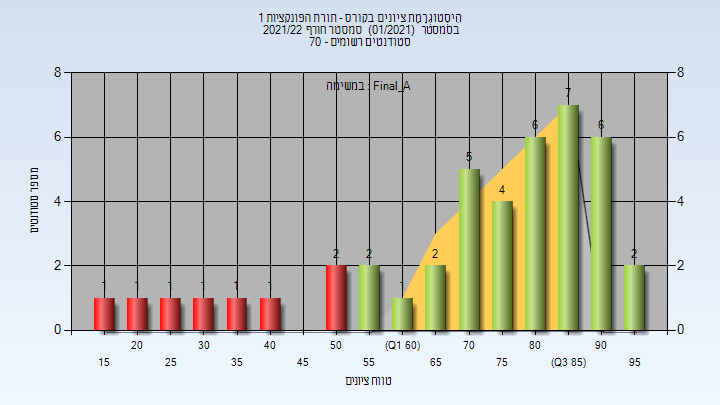 היסטוגרמת ציונים בקורס - תורת הפונקציות 1
בסמסטר (01/2021) סמסטר חורף 2021/22
סטודנטים רשומים - 70
במשימה : Final_A
8 8
7
6 6 6 6
5
4 4 4
2 2 2 2 2 2
1 1 1 1 1 1 1
0 0
מספר סטודנטים
20 30 40 50 (Q1 60) 70 80 90
15 25 35 45 55 65 75 (Q3 85) 95
טווח ציונים